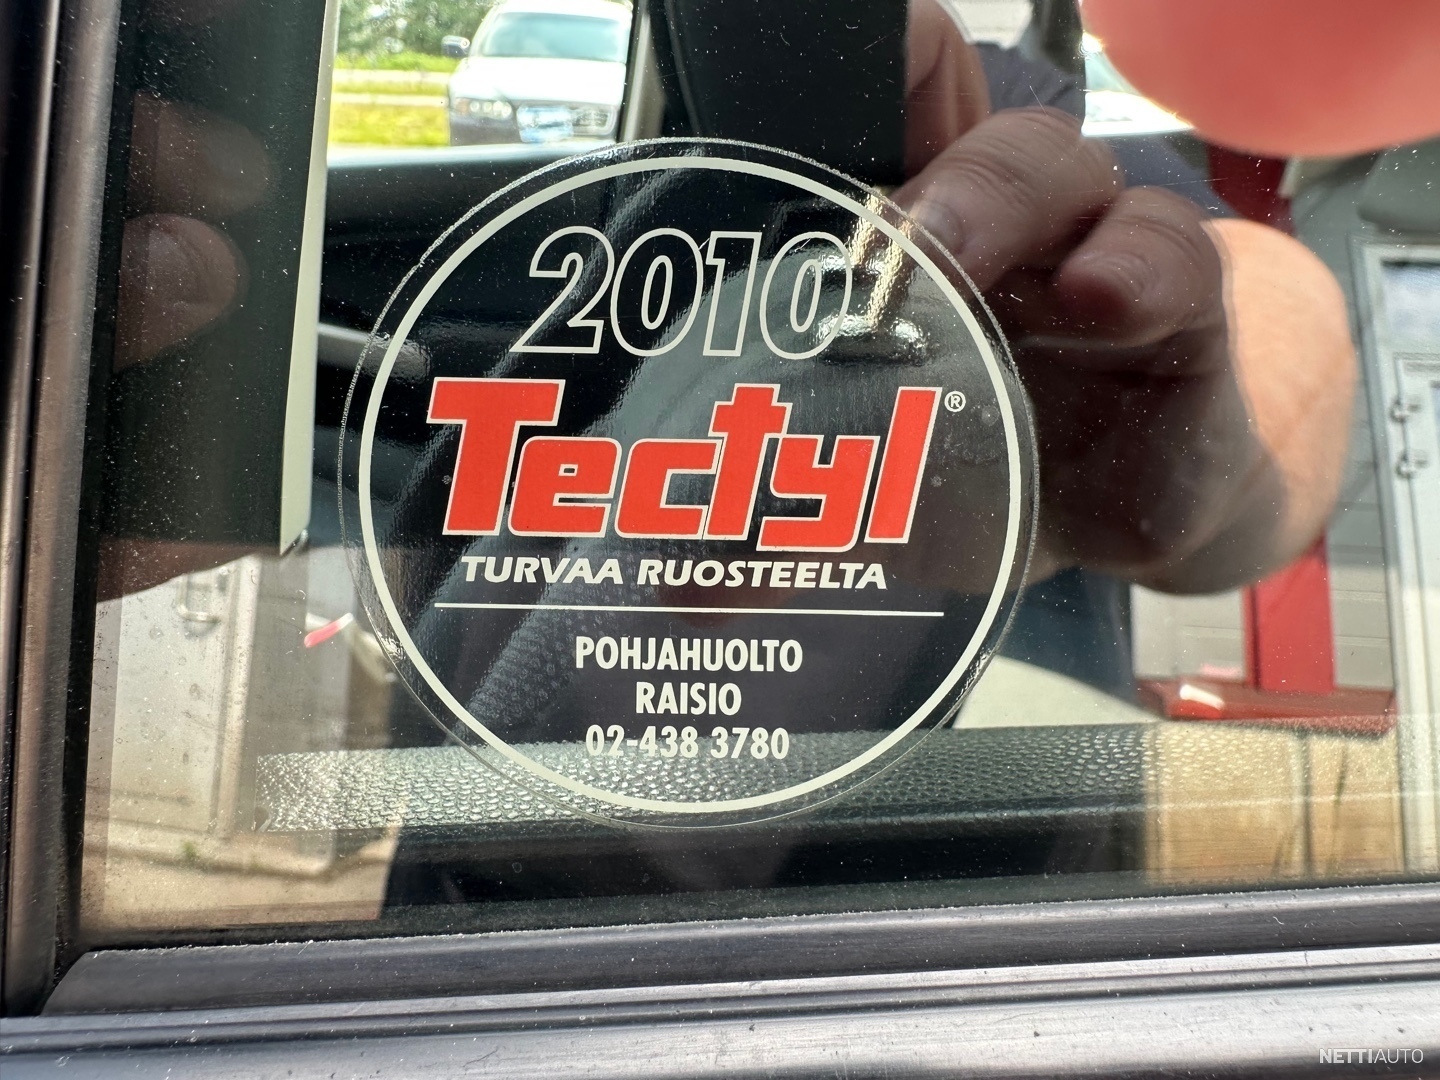 2010
Tectyl®
TURVAA RUOSTEELTA
POHJAHUOLTO
RAISIO
02-438 3780
NETTIAUTO